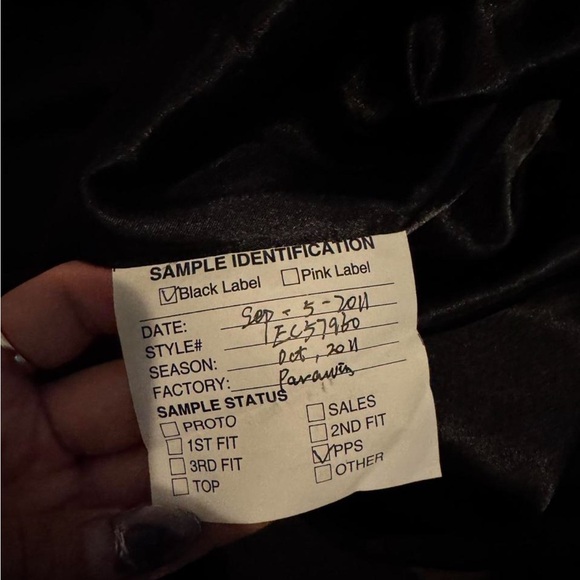 SAMPLE IDENTIFICATION
Black Label Pink Label
DATE: Sep - 5 - 2011
STYLE# EC57960
SEASON: Oct, 2011
FACTORY:
SAMPLE STATUS
PROTO SALES
1ST FIT 2ND FIT
3RD FIT PPS
TOP OTHER